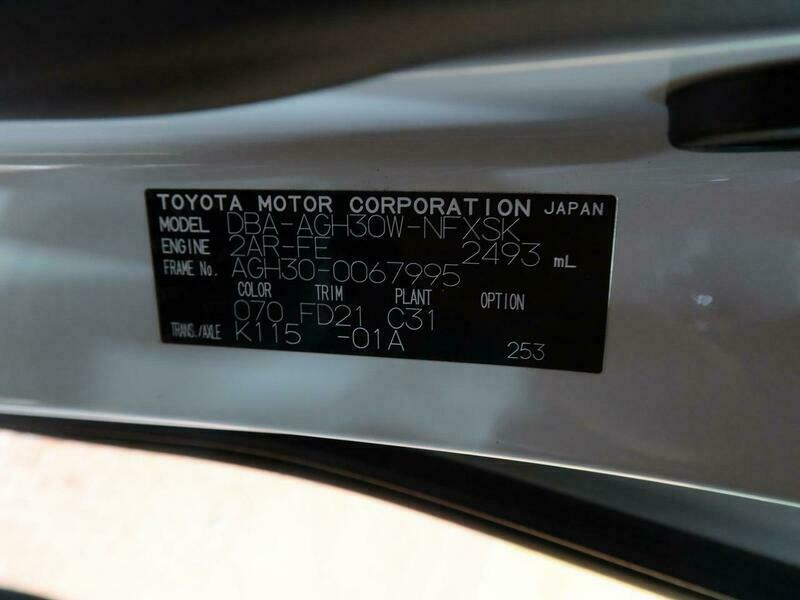 TOYOTA MOTOR CORPORATION JAPAN
MODEL DBA-AGH30W-NFXSK
ENGINE 2AR-FE 2493 mL
FRAME No. AGH30-0067995
COLOR TRIM PLANT OPTION
070 FD21 C31
TRANS./AXLE K115 -01A 253